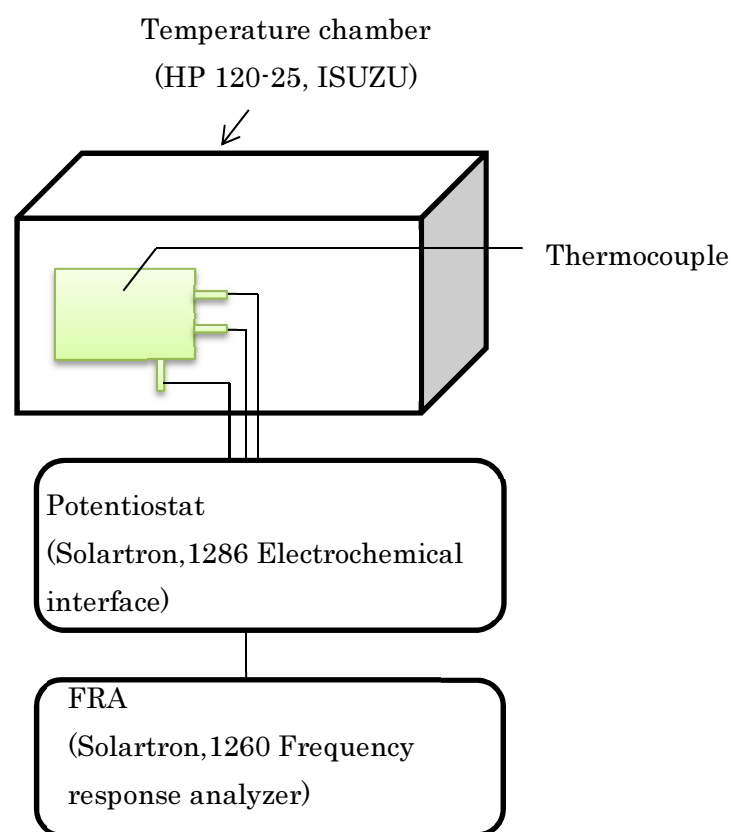 Temperature chamber
(HP 120-25, ISUZU)
Thermocouple
Potentiostat
(Solartron,1286 Electrochemical
interface)
FRA
(Solartron,1260 Frequency
response analyzer)